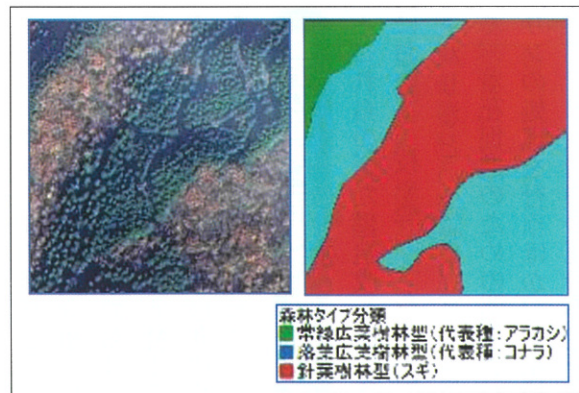 森林タイプ分類
常緑広葉樹林型(代表種:アラカシ)
落葉広葉樹林型(代表種:コナラ)
針葉樹林型(スギ)